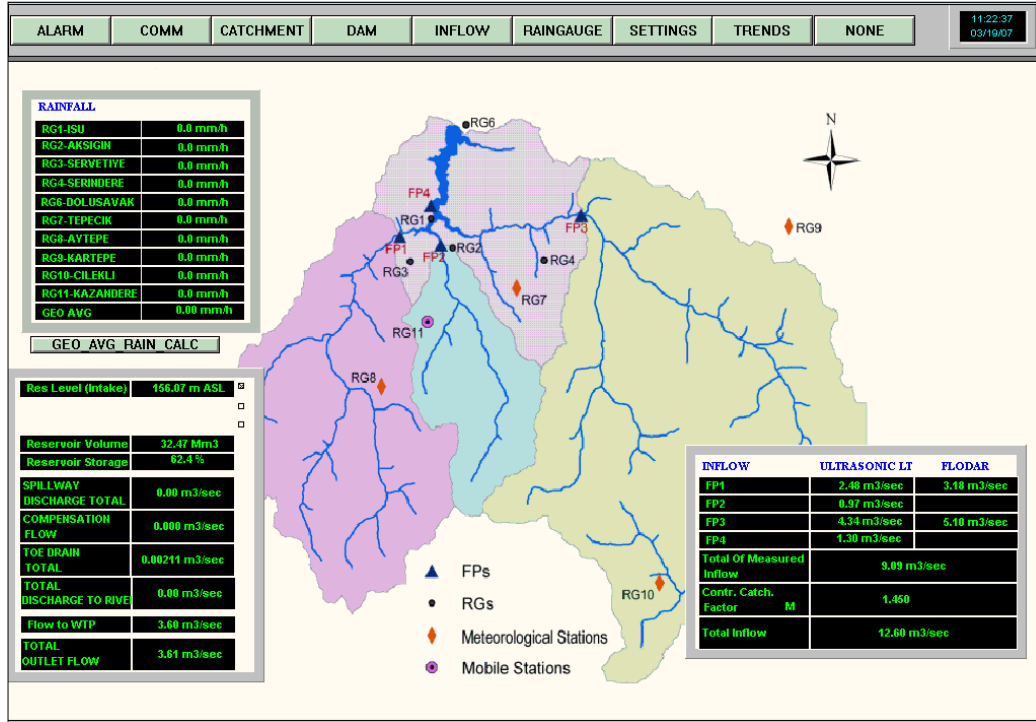 ALARM COMM CATCHMENT DAM INFLOW RAINGAUGE SETTINGS TRENDS NONE
11:22:37
03/19/07
RAINFALL
RG1-ISU 0.0 mm/h
RG2-AKSIGIN 0.0 mm/h
RG3-SERVETIYE 0.0 mm/h
RG4-SERINDERE 0.0 mm/h
RG6-DOLUSAVAK 0.0 mm/h
RG7-TEPECIK 0.0 mm/h
RG8-AYTEPE 0.0 mm/h
RG9-KARTEPE 0.0 mm/h
RG10-CILEKLI 0.0 mm/h
RG11-KAZANDERE 0.0 mm/h
GEO AVG 0.00 mm/h
GEO_AVG_RAIN_CALC
Res Level (Intake) 156.07 m ASL
Reservoir Volume 32.47 Mm3
Reservoir Storage 62.4 %
SPILLWAY
DISCHARGE TOTAL 0.00 m3/sec
COMPENSATION
FLOW 0.000 m3/sec
TOE DRAIN
TOTAL 0.00211 m3/sec
TOTAL
DISCHARGE TO RIVE 0.00 m3/sec
Flow to WTP 3.60 m3/sec
TOTAL
OUTLET FLOW 3.61 m3/sec
RG6
N
FP4
RG1
FP3
RG9
FP1
FP2
RG2
RG3
RG4
RG7
RG11
RG8
RG10
FPs
RGs
Meteorological Stations
Mobile Stations
INFLOW ULTRASONIC LT FLODAR
FP1 2.48 m3/sec 3.18 m3/sec
FP2 0.97 m3/sec
FP3 4.34 m3/sec 5.10 m3/sec
FP4 1.30 m3/sec
Total Of Measured
Inflow 9.09 m3/sec
Contr. Catch.
Factor M 1.450
Total Inflow 12.60 m3/sec